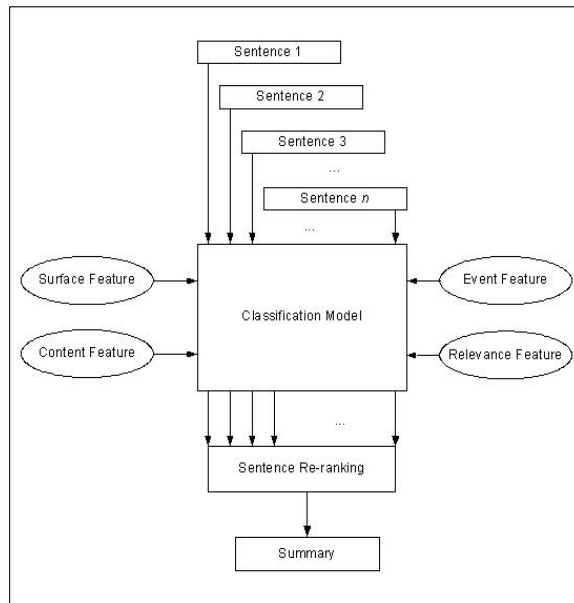 Sentence 1
Sentence 2
Sentence 3
...
Sentence n
...
Surface Feature
Event Feature
Classification Model
Content Feature
Relevance Feature
...
Sentence Re-ranking
Summary